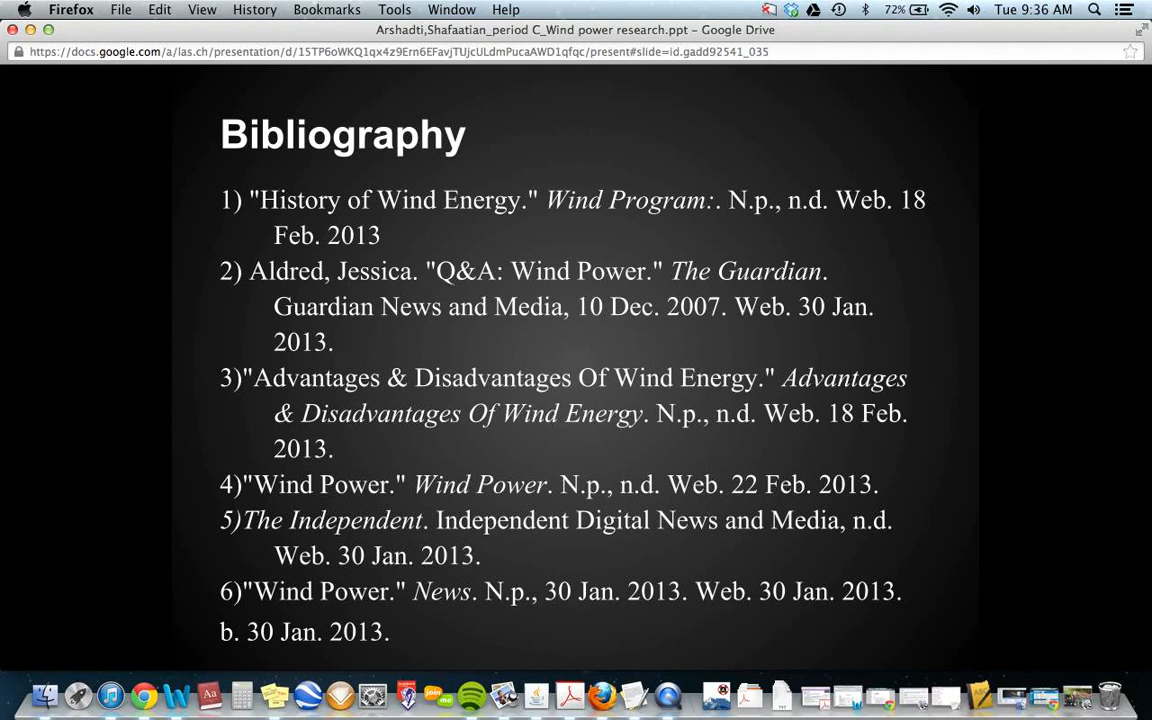 Firefox File Edit View History Bookmarks Tools Window Help 72% Tue 9:36 AM
Arshadti,Shafaatian_period C_Wind power research.ppt - Google Drive
https://docs.google.com/a/las.ch/presentation/d/15TP6oWKQ1qx4z9Ern6EFavjTUjcULdmPucaAWD1qfqc/present#slide=id.gadd92541_035
Bibliography
1) "History of Wind Energy." Wind Program:. N.p., n.d. Web. 18
Feb. 2013
2) Aldred, Jessica. "Q&A: Wind Power." The Guardian.
Guardian News and Media, 10 Dec. 2007. Web. 30 Jan.
2013.
3)"Advantages & Disadvantages Of Wind Energy." Advantages
& Disadvantages Of Wind Energy. N.p., n.d. Web. 18 Feb.
2013.
4)"Wind Power." Wind Power. N.p., n.d. Web. 22 Feb. 2013.
5)The Independent. Independent Digital News and Media, n.d.
Web. 30 Jan. 2013.
6)"Wind Power." News. N.p., 30 Jan. 2013. Web. 30 Jan. 2013.
b. 30 Jan. 2013.